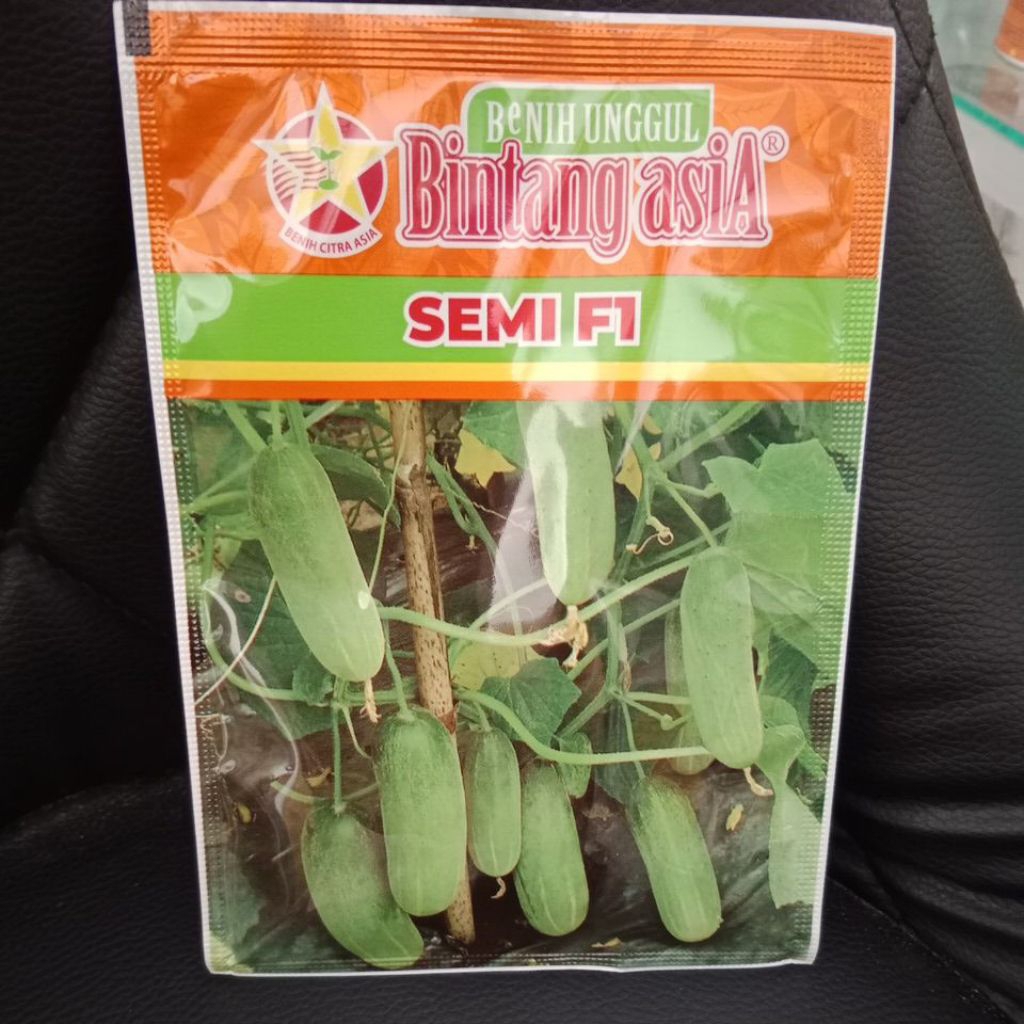 BeNIH UNGGUL
Bintang asiA®
BENIH CITRA ASIA
SEMI F1